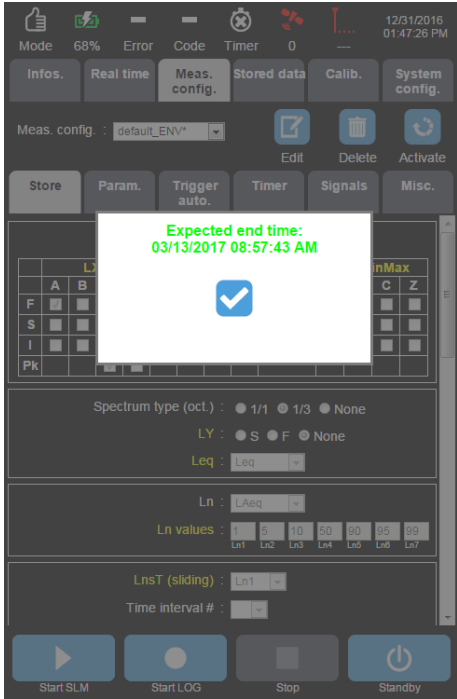 12/31/2016
01:47:26 PM
Mode 68% Error Code Timer 0 ---
Infos. Real time Meas. config. Stored data Calib. System config.
Meas. config. : default_ENV*
Edit Delete Activate
Store Param. Trigger auto. Timer Signals Misc.
Expected end time:
03/13/2017 08:57:43 AM
A B C Z
F
S
I
Pk
Spectrum type (oct.) : 1/1 1/3 None
LY : S F None
Leq : Leq
Ln : LAeq
Ln values : 1 5 10 50 90 95 99
Ln1 Ln2 Ln3 Ln4 Ln5 Ln6 Ln7
LnsT (sliding) : Ln1
Time interval # :
Start SLM Start LOG Stop Standby